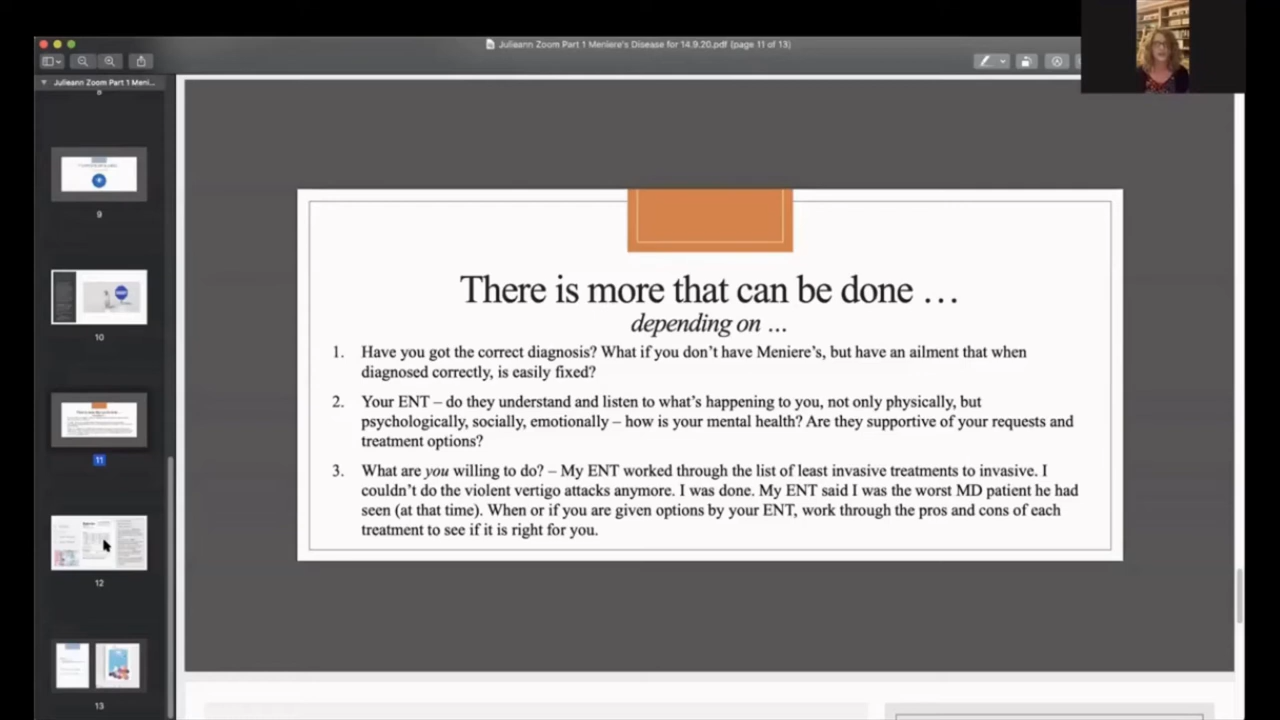 Julieann Zoom Part 1 Meniere's Disease for 14.9.20.pdf (page 11 of 13)
Julieann Zoom Part 1 Meni...
8
9
10
11
12
13
There is more that can be done …
depending on …
1. Have you got the correct diagnosis? What if you don’t have Meniere’s, but have an ailment that when
diagnosed correctly, is easily fixed?
2. Your ENT – do they understand and listen to what’s happening to you, not only physically, but
psychologically, socially, emotionally – how is your mental health? Are they supportive of your requests and
treatment options?
3. What are you willing to do? – My ENT worked through the list of least invasive treatments to invasive. I
couldn’t do the violent vertigo attacks anymore. I was done. My ENT said I was the worst MD patient he had
seen (at that time). When or if you are given options by your ENT, work through the pros and cons of each
treatment to see if it is right for you.